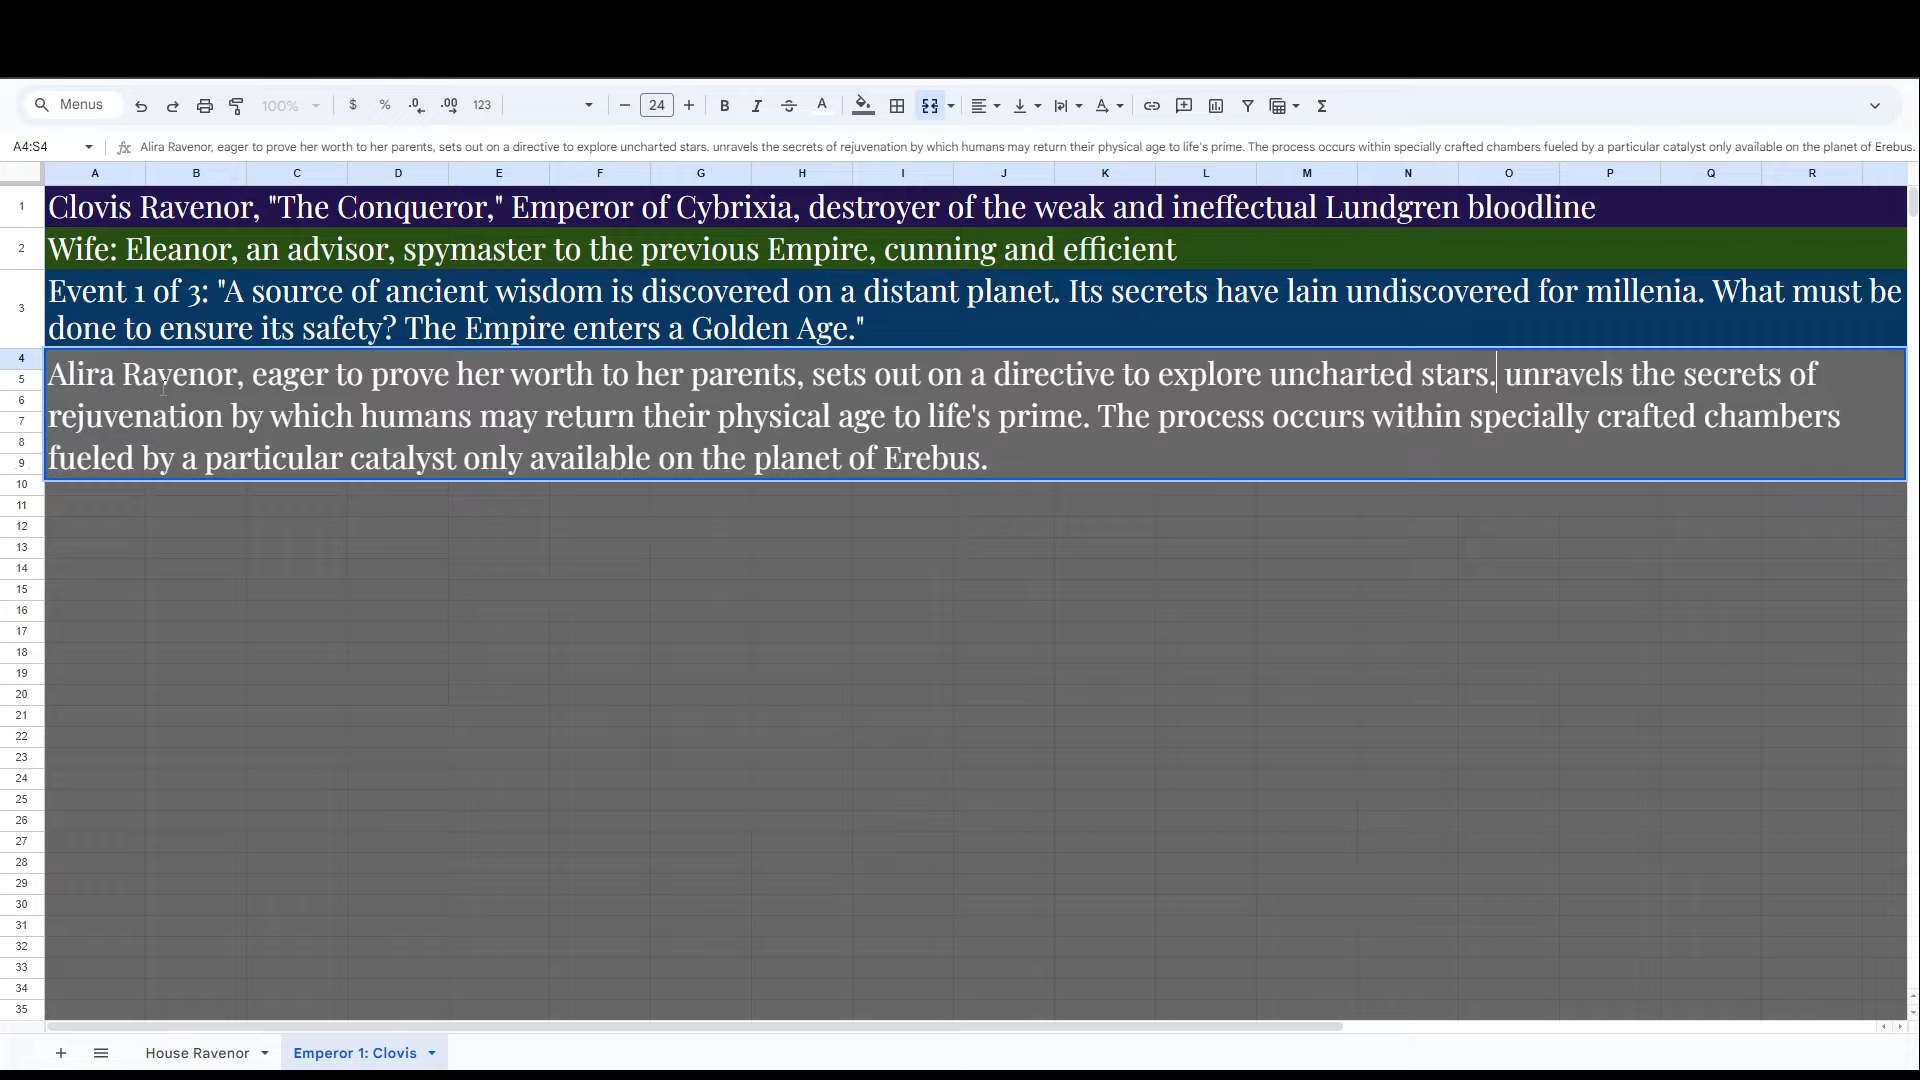 Menus 100% $ % .0 .00 123 24 B I A Σ
A4:S4 fx Alira Ravenor, eager to prove her worth to her parents, sets out on a directive to explore uncharted stars. unravels the secrets of rejuvenation by which humans may return their physical age to life's prime. The process occurs within specially crafted chambers fueled by a particular catalyst only available on the planet of Erebus.
A B C D E F G H I J K L M N O P Q R
1 Clovis Ravenor, "The Conqueror," Emperor of Cybrixia, destroyer of the weak and ineffectual Lundgren bloodline
2 Wife: Eleanor, an advisor, spymaster to the previous Empire, cunning and efficient
3 Event 1 of 3: "A source of ancient wisdom is discovered on a distant planet. Its secrets have lain undiscovered for millenia. What must be
done to ensure its safety? The Empire enters a Golden Age."
4
5 Alira Ravenor, eager to prove her worth to her parents, sets out on a directive to explore uncharted stars. unravels the secrets of
6
7 rejuvenation by which humans may return their physical age to life's prime. The process occurs within specially crafted chambers
8
9 fueled by a particular catalyst only available on the planet of Erebus.
10
11
12
13
14
15
16
17
18
19
20
21
22
23
24
25
26
27
28
29
30
31
32
33
34
35
+ House Ravenor Emperor 1: Clovis